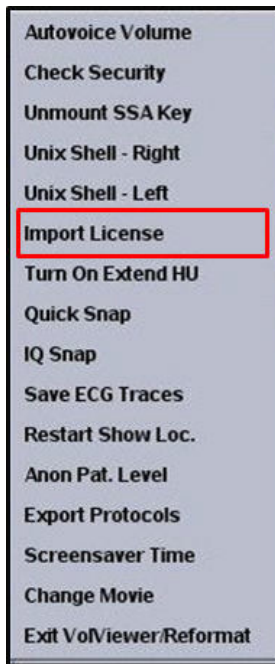 Autovoice Volume
Check Security
Unmount SSA Key
Unix Shell - Right
Unix Shell - Left
Import License
Turn On Extend HU
Quick Snap
IQ Snap
Save ECG Traces
Restart Show Loc.
Anon Pat. Level
Export Protocols
Screensaver Time
Change Movie
Exit VolViewer/Reformat